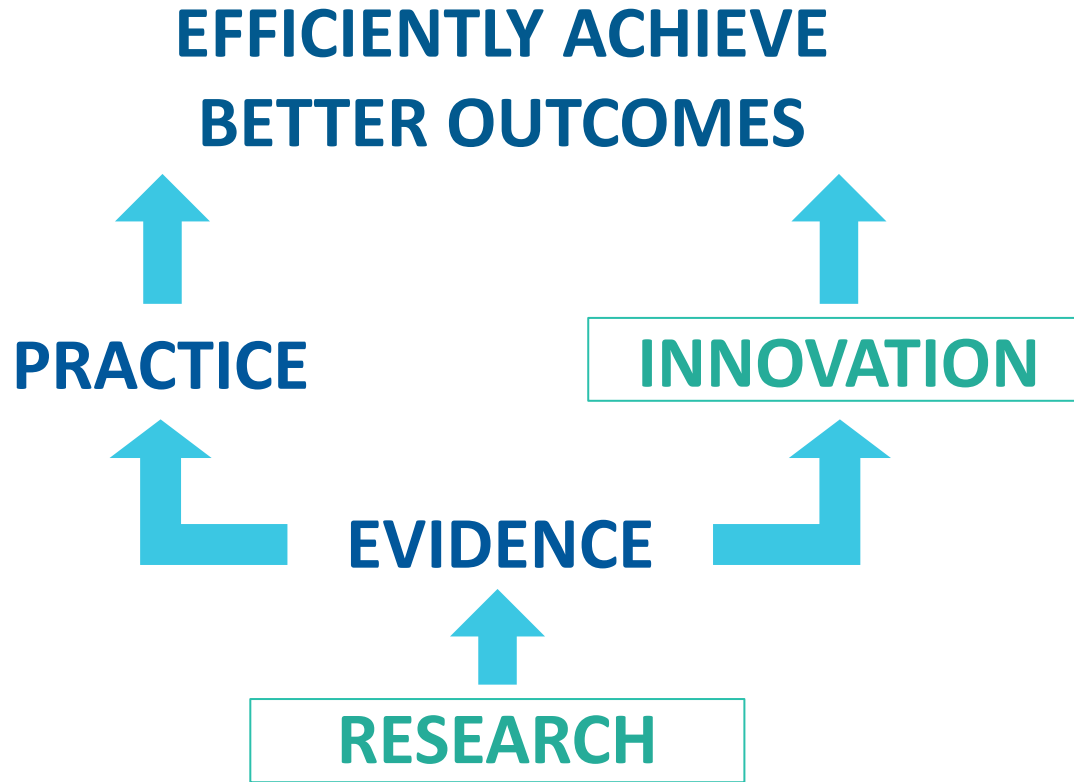 EFFICIENTLY ACHIEVE
BETTER OUTCOMES
PRACTICE
INNOVATION
EVIDENCE
RESEARCH